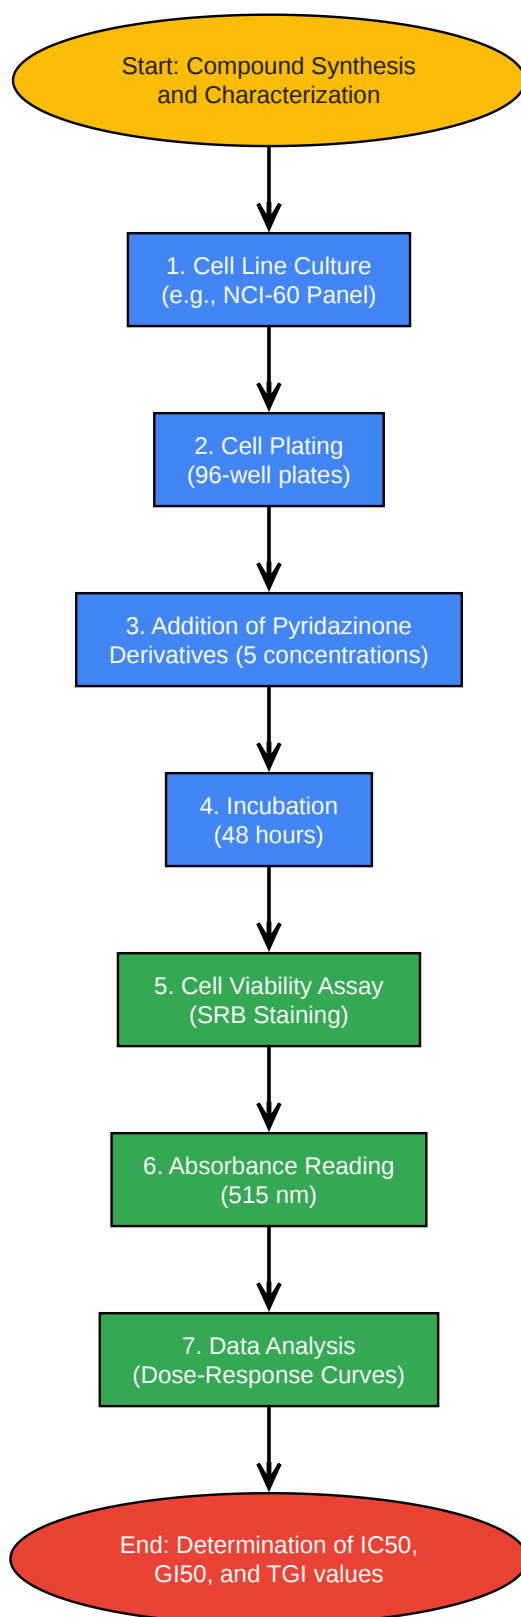 Start: Compound Synthesis
and Characterization
1. Cell Line Culture
(e.g., NCI-60 Panel)
2. Cell Plating
(96-well plates)
3. Addition of Pyridazinone
Derivatives (5 concentrations)
4. Incubation
(48 hours)
5. Cell Viability Assay
(SRB Staining)
6. Absorbance Reading
(515 nm)
7. Data Analysis
(Dose-Response Curves)
End: Determination of IC50,
GI50, and TGI values